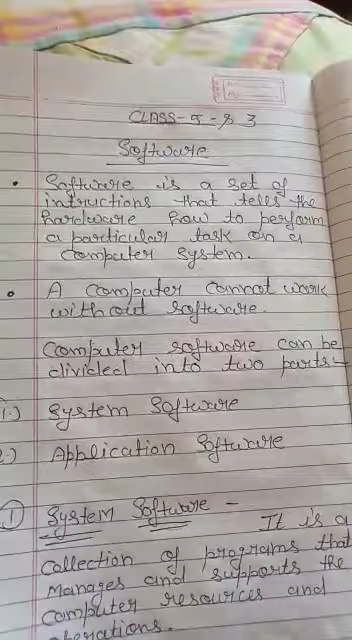 CLASS-5-
Software
• Software is a set of
instructions that tells the
hardware how to perform
a particular task on a
computer system.
• A computer cannot work
without software.
Computer software can be
divided into two parts-
1.) System Software
2.) Application Software
① System Software - It is a
Collection of programs that
Manages and supports the
computer resources and
operations.